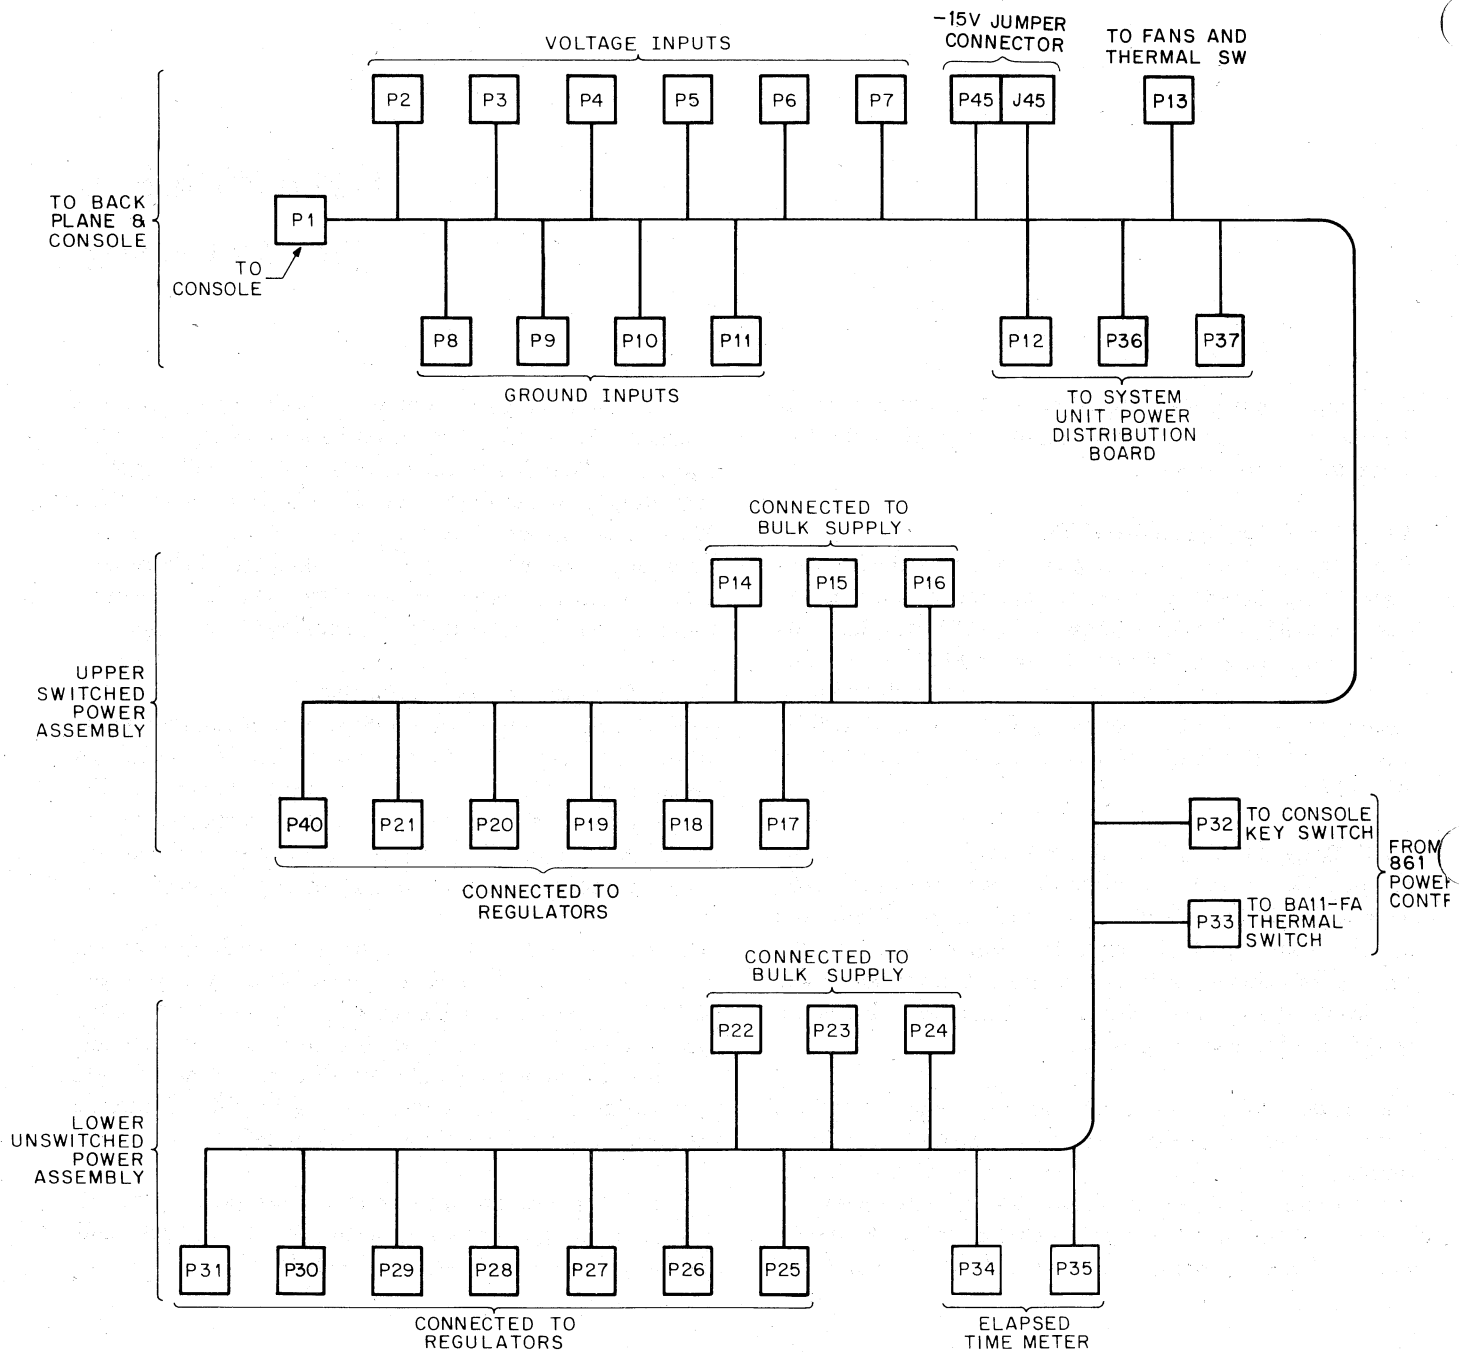 -15V JUMPER
CONNECTOR
VOLTAGE INPUTS
TO FANS AND
THERMAL SW
P2 P3 P4 P5 P6 P7 P45 J45 P13
TO BACK
PLANE &
CONSOLE
P1
TO
CONSOLE
P8 P9 P10 P11 P12 P36 P37
GROUND INPUTS
TO SYSTEM
UNIT POWER
DISTRIBUTION
BOARD
CONNECTED TO
BULK SUPPLY
P14 P15 P16
UPPER
SWITCHED
POWER
ASSEMBLY
P40 P21 P20 P19 P18 P17
CONNECTED TO
REGULATORS
P32
TO CONSOLE
KEY SWITCH
P33
TO BA11-FA
THERMAL
SWITCH
FROM
861
POWER
CONTR
CONNECTED TO
BULK SUPPLY
P22 P23 P24
LOWER
UNSWITCHED
POWER
ASSEMBLY
P31 P30 P29 P28 P27 P26 P25 P34 P35
CONNECTED TO
REGULATORS
ELAPSED
TIME METER